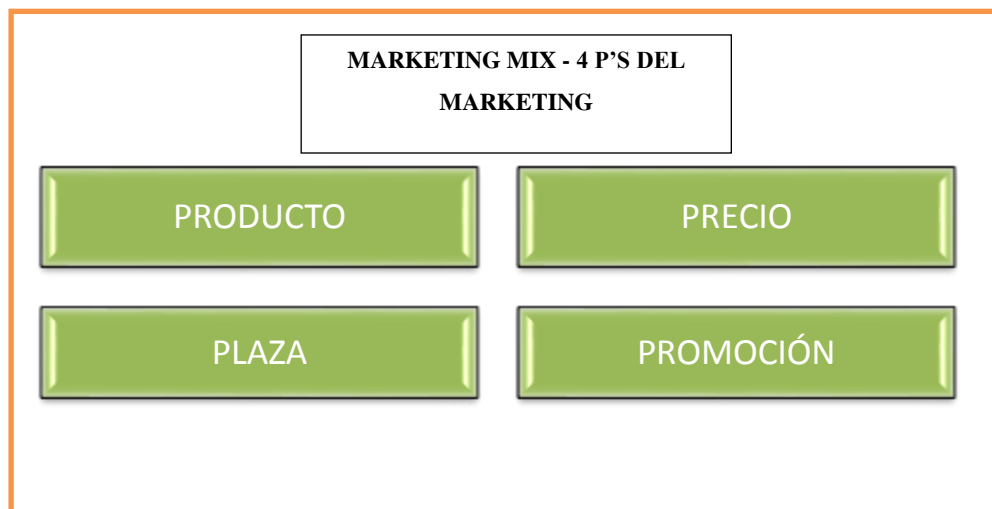 MARKETING MIX - 4 P’S DEL
MARKETING
PRODUCTO
PRECIO
PLAZA
PROMOCIÓN